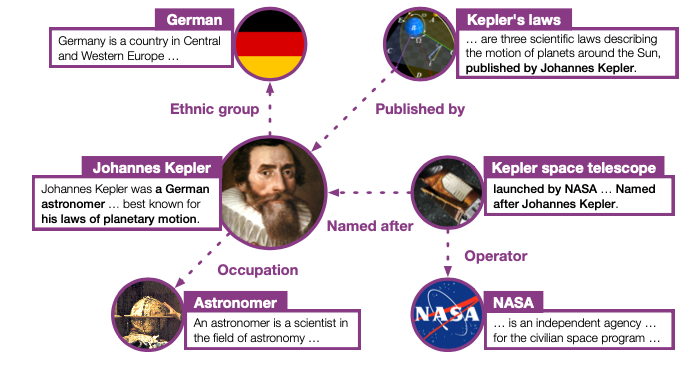 German
Germany is a country in Central
and Western Europe …
Kepler's laws
… are three scientific laws describing
the motion of planets around the Sun,
published by Johannes Kepler.
Ethnic group
Published by
Johannes Kepler
Johannes Kepler was a German
astronomer … best known for
his laws of planetary motion.
Kepler space telescope
launched by NASA … Named
after Johannes Kepler.
Named after
Occupation
Operator
Astronomer
An astronomer is a scientist in
the field of astronomy …
NASA
NASA
… is an independent agency …
for the civilian space program …